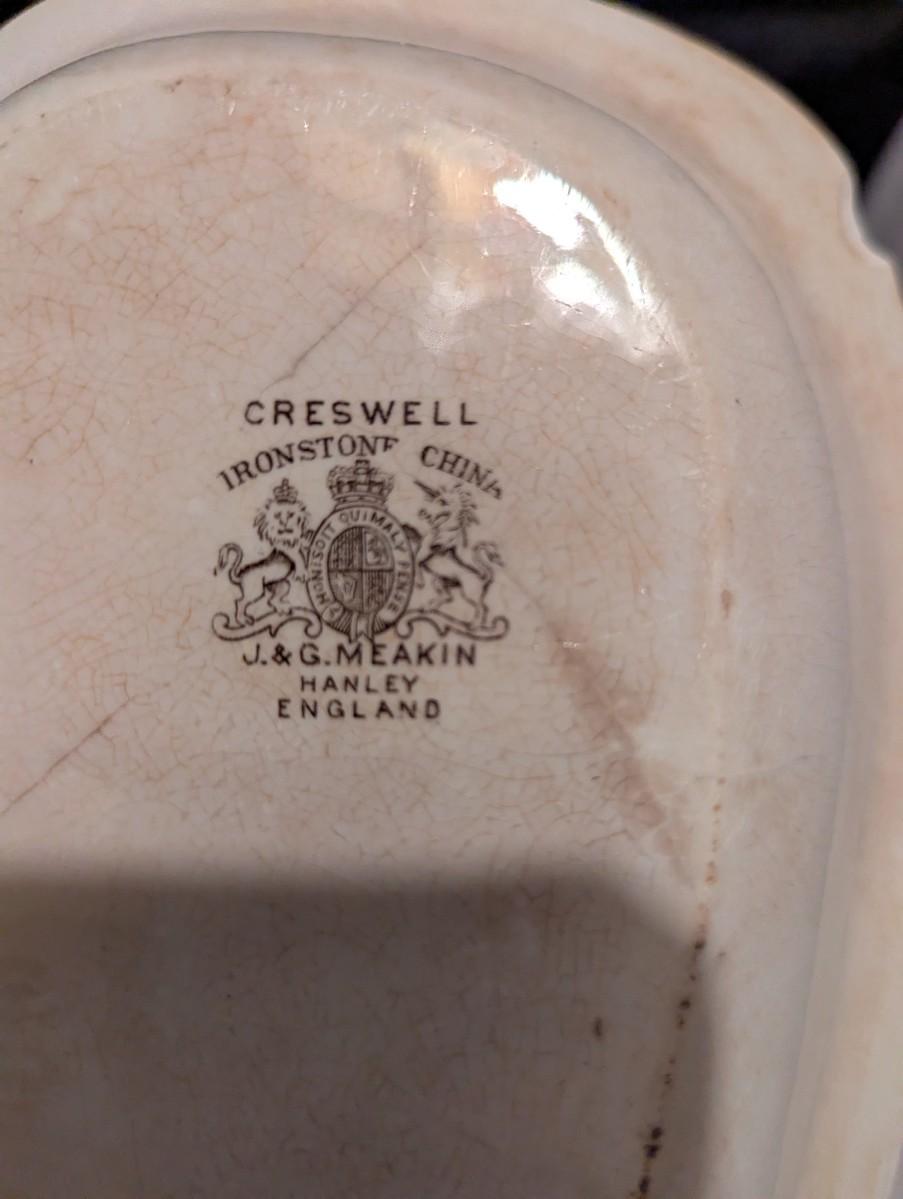 CRESWELL
IRONSTONE CHINA
HONI SOIT QUI MAL Y PENSE
J.&G.MEAKIN
HANLEY
ENGLAND